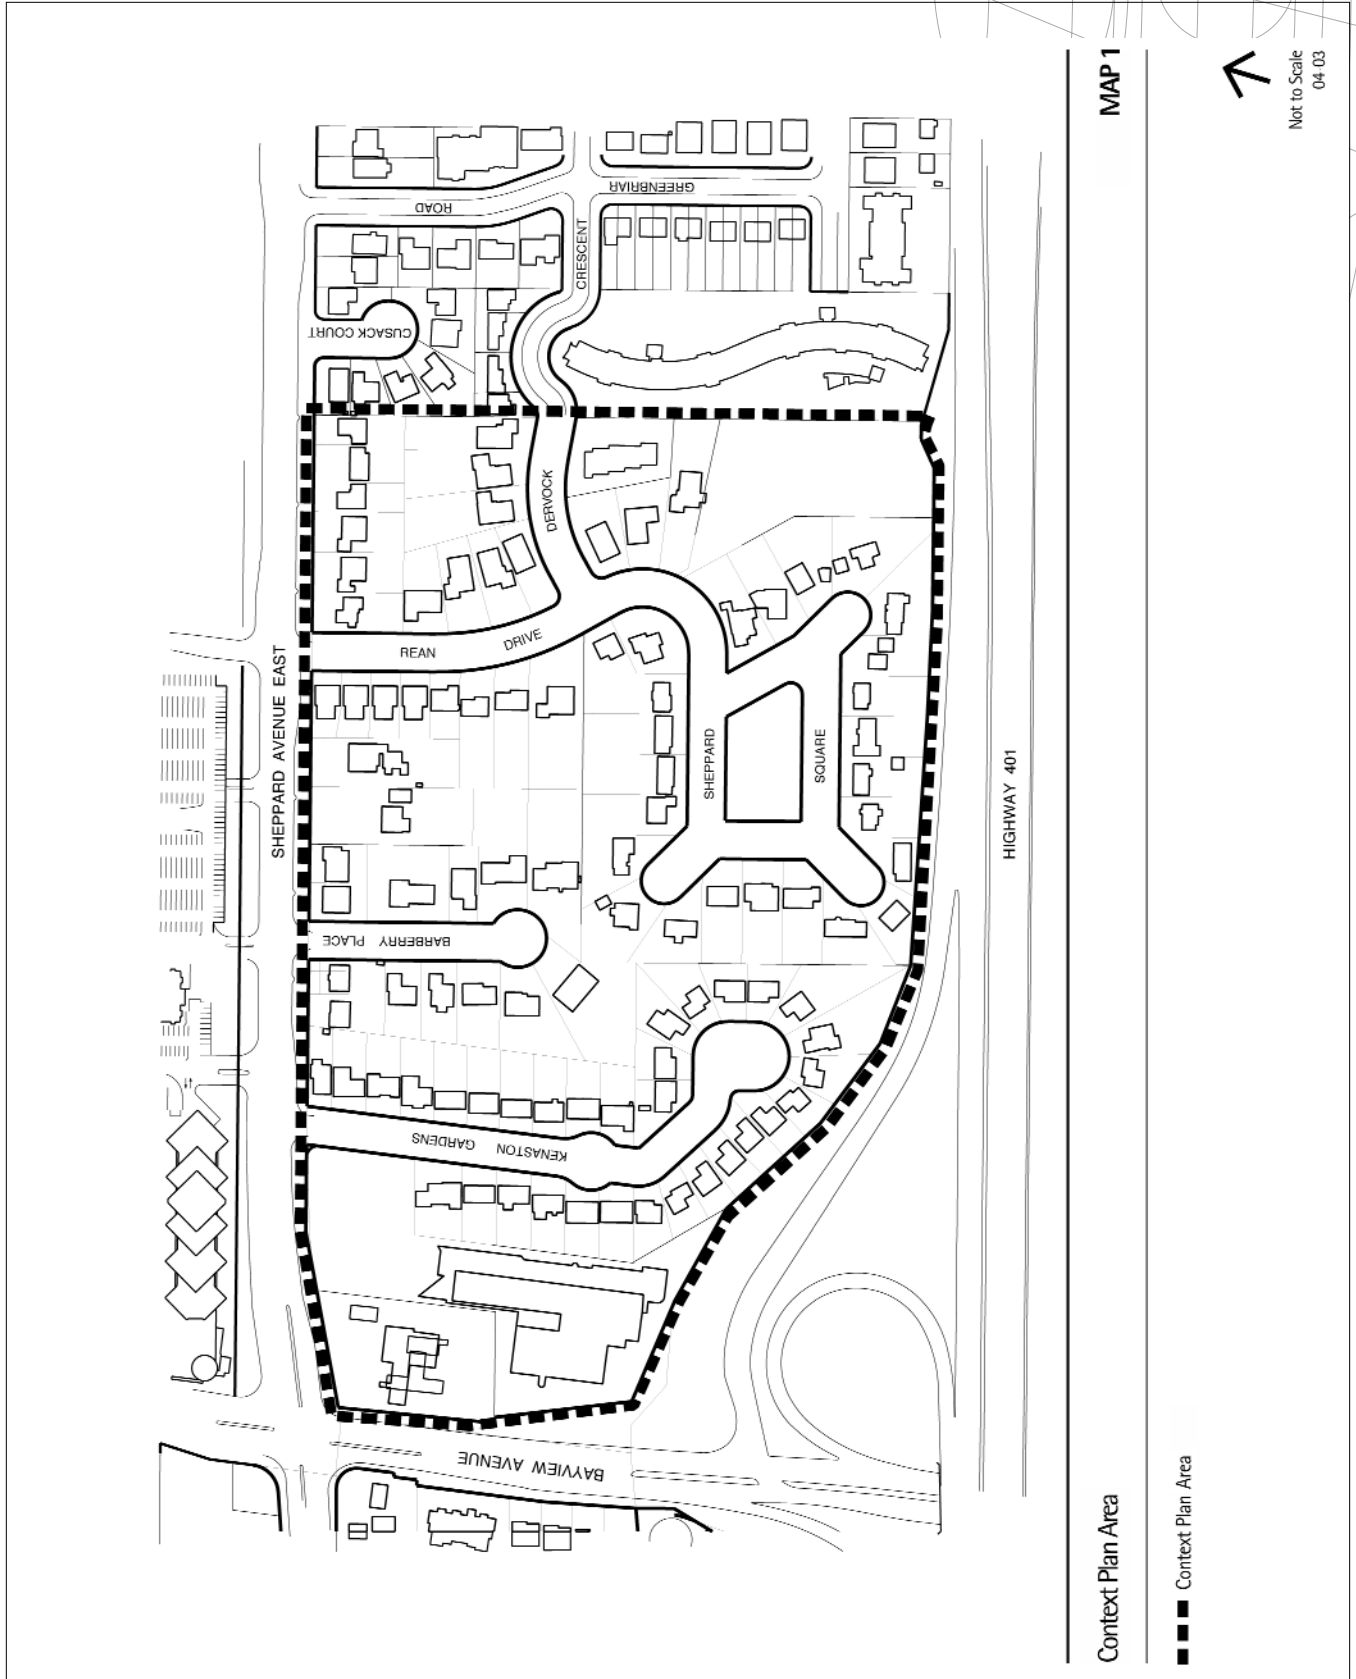 MAP 1
Not to Scale
04-03
GREENBRIAR
ROAD
CRESCENT
CUSACK COURT
DERVOCK
SHEPPARD AVENUE EAST
REAN
DRIVE
SHEPPARD
SQUARE
HIGHWAY 401
BARBERRY PLACE
KENASTON GARDENS
BAYVIEW AVENUE
Context Plan Area
Context Plan Area